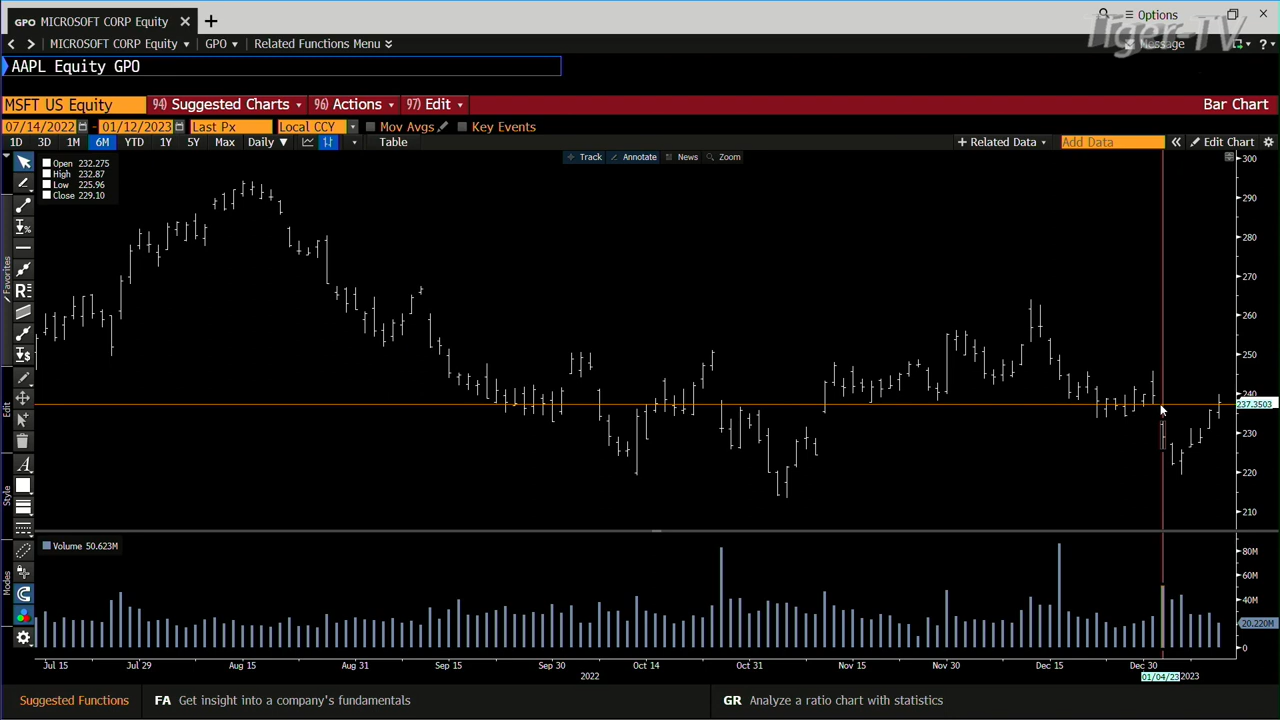 GPO MICROSOFT CORP Equity
Options
Tiger-TV
MICROSOFT CORP Equity GPO Related Functions Menu
Message
?
AAPL Equity GPO
MSFT US Equity 94) Suggested Charts 96) Actions 97) Edit Bar Chart
07/14/2022 - 01/12/2023 Last Px Local CCY Mov Avgs Key Events
1D 3D 1M 6M YTD 1Y 5Y Max Daily Table + Related Data Add Data Edit Chart
Track Annotate News Zoom
Open 232.275
High 232.87
Low 225.96
Close 229.10
300
290
280
270
260
250
240
237.3503
230
220
210
Favorites
Edit
Style
Modes
Volume 50.623M
80M
60M
40M
20.220M
0
Jul 15 Jul 29 Aug 15 Aug 31 Sep 15 Sep 30 Oct 14 Oct 31 Nov 15 Nov 30 Dec 15 Dec 30
2022 01/04/23 2023
Suggested Functions FA Get insight into a company's fundamentals GR Analyze a ratio chart with statistics